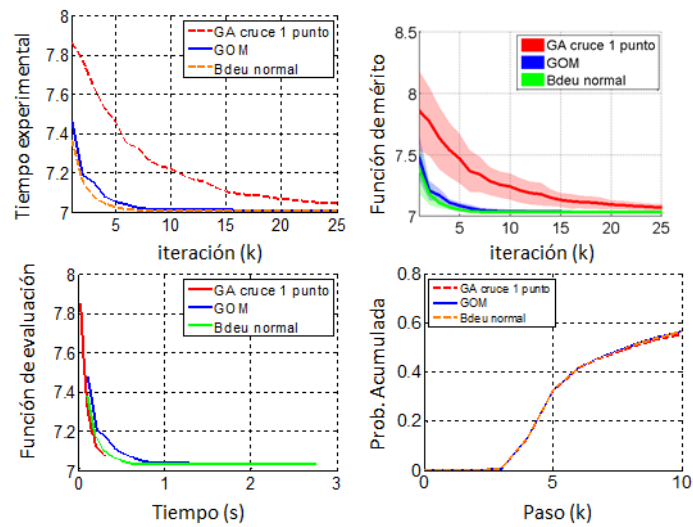 8
7.8
7.6
7.4
7.2
7
5
10
15
20
25
Tiempo experimental
iteración (k)
GA cruce 1 punto
GOM
Bdeu normal
8.5
8
7.5
7
5
10
15
20
25
Función de mérito
iteración (k)
GA cruce 1 punto
GOM
Bdeu normal
8
7.8
7.6
7.4
7.2
7
0
1
2
3
Función de evaluación
Tiempo (s)
GA cruce 1 punto
GOM
Bdeu normal
0.8
0.6
0.4
0.2
0
0
5
10
Prob. Acumulada
Paso (k)
GA cruce 1 punto
GOM
Bdeu normal